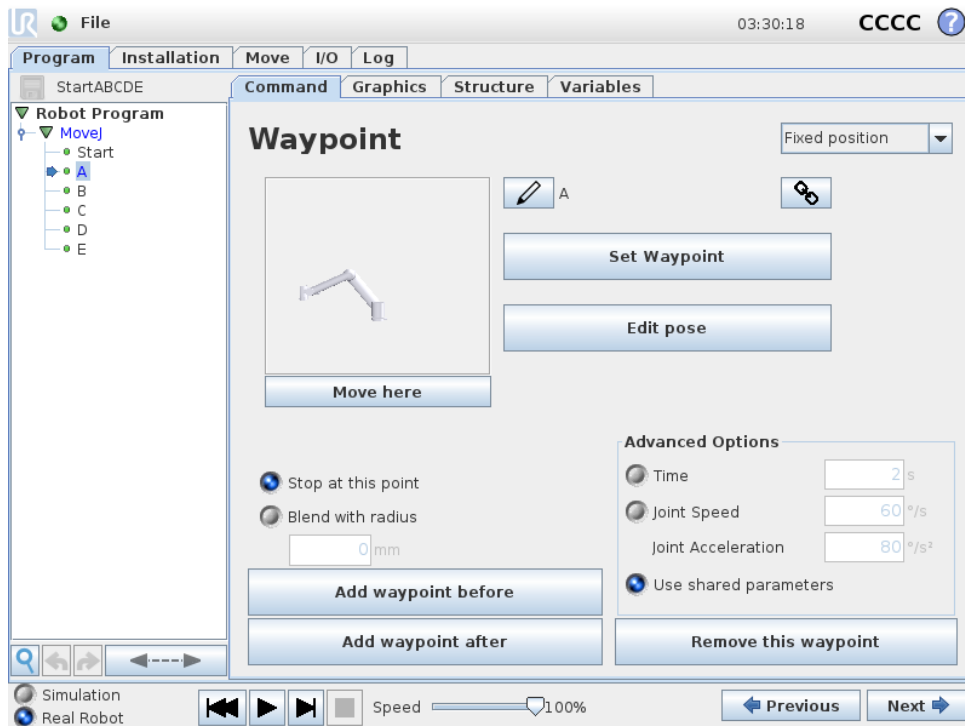 UR File 03:30:18 CCCC ?
Program Installation Move I/O Log
StartABCDE Command Graphics Structure Variables
Robot Program
MoveJ
Start
A
B
C
D
E
Waypoint Fixed position
A
Set Waypoint
Edit pose
Move here
Stop at this point
Blend with radius
0 mm
Add waypoint before
Add waypoint after
Advanced Options
Time 2 s
Joint Speed 60 °/s
Joint Acceleration 80 °/s²
Use shared parameters
Remove this waypoint
Simulation
Real Robot
Speed 100%
Previous Next